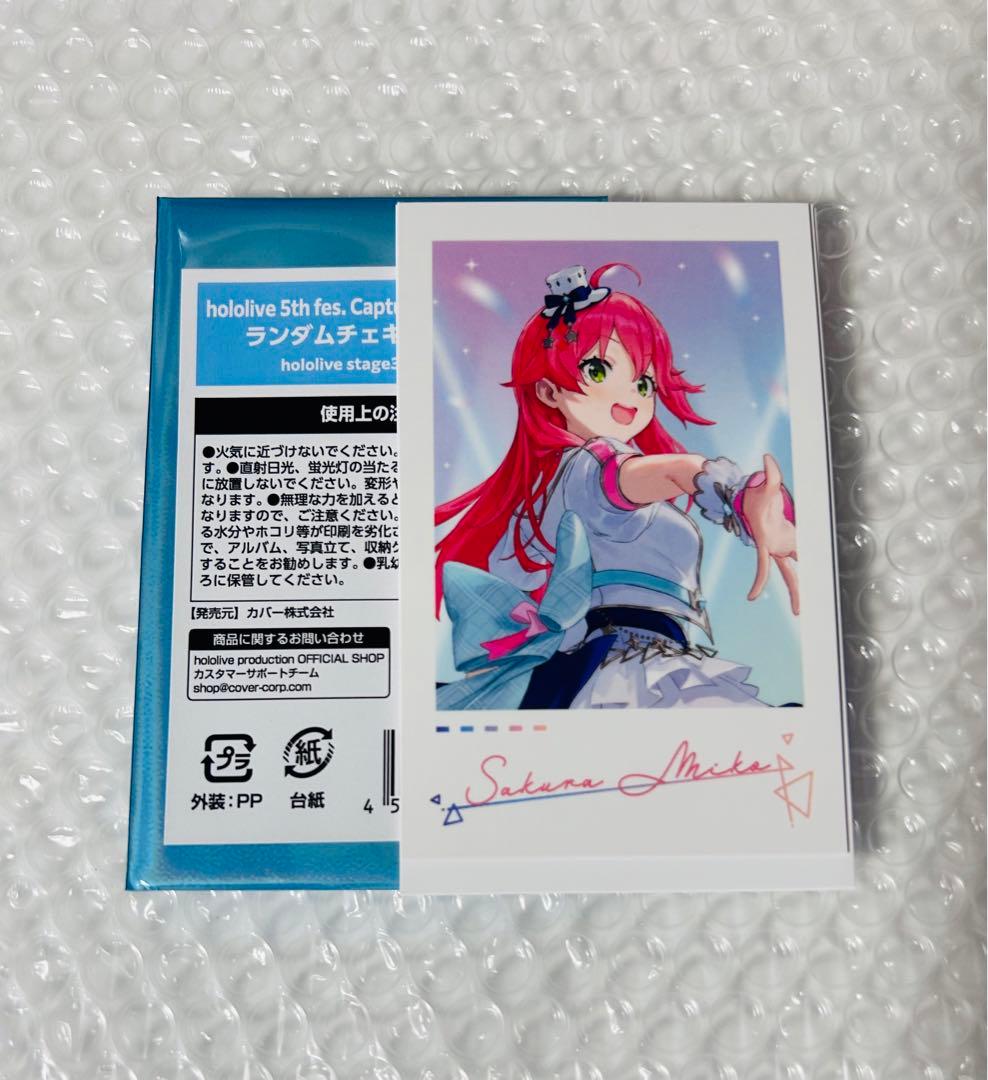 hololive 5th fes. Captu
ランダムチェキ
hololive stage3
使用上の注
●火気に近づけないでください。
す。●直射日光、蛍光灯の当たる
に放置しないでください。変形や
なります。●無理な力を加えると
なりますので、ご注意ください。
る水分やホコリ等が印刷を劣化さ
で、アルバム、写真立て、収納ケ
することをお勧めします。●乳幼
ろに保管してください。
【発売元】カバー株式会社
商品に関するお問い合わせ
hololive production OFFICIAL SHOP
カスタマーサポートチーム
shop@cover-corp.com
プラ
紙
外装:PP
台紙
4 5
Sakura Miko